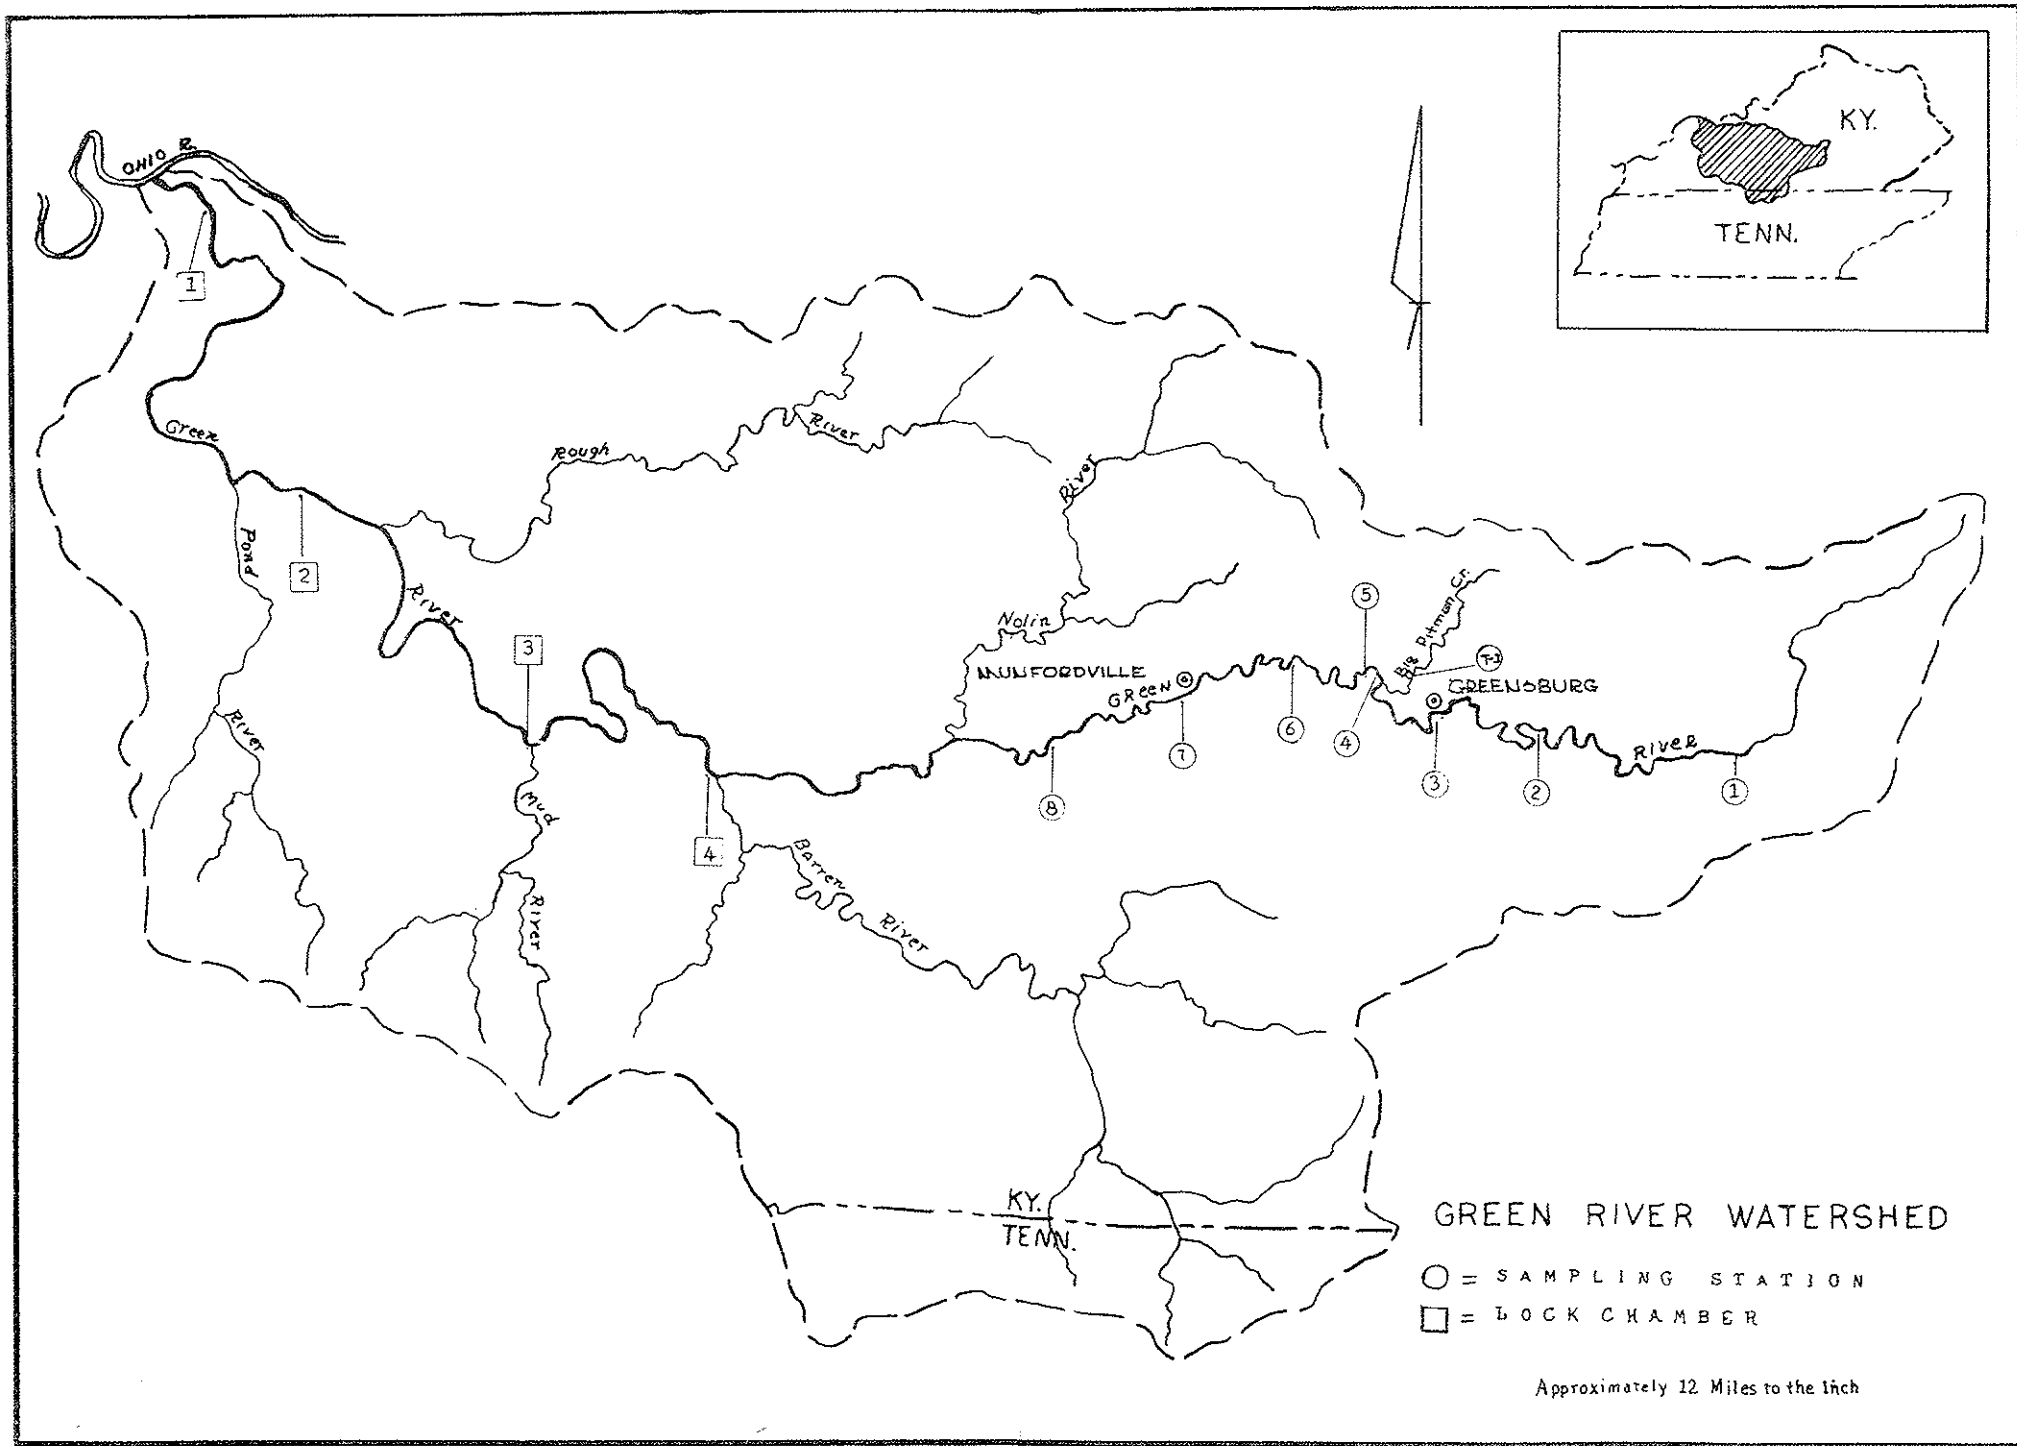 KY.
TENN.
OHIO R.
1
Green
River
2
Pond
River
Rough
River
3
Mud
River
4
Barren
River
Nolin
River
MUNFORDVILLE
GREEN
RIVER
Big Pitman Cr.
T-1
GREENSBURG
5
6
4
7
8
3
2
1
KY.
TENN.
GREEN RIVER WATERSHED
= SAMPLING STATION
= LOCK CHAMBER
Approximately 12 Miles to the Inch